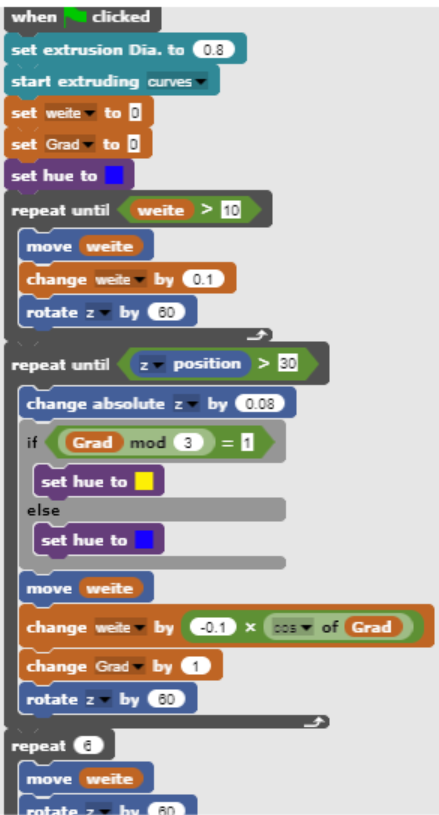 when clicked
set extrusion Dia. to 0.8
start extruding curves
set weite to 0
set Grad to 0
set hue to
repeat until weite > 10
move weite
change weite by 0.1
rotate z by 60
repeat until z position > 30
change absolute z by 0.08
if Grad mod 3 = 1
set hue to
else
set hue to
move weite
change weite by -0.1 × cos of Grad
change Grad by 1
rotate z by 60
repeat 6
move weite
rotate z by 60